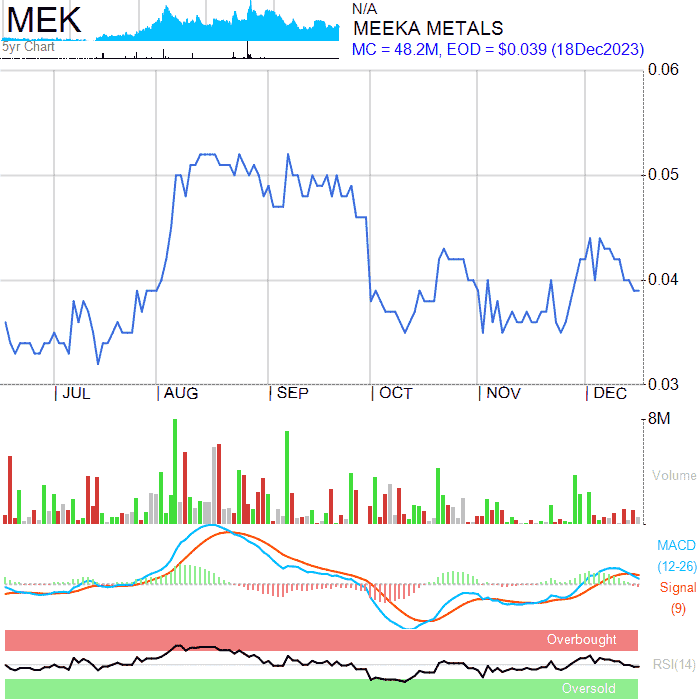 MEK
N/A
MEEKA METALS
5yr Chart
MC = 48.2M, EOD = $0.039 (18Dec2023)
0.06
0.05
0.04
0.03
JUL AUG SEP OCT NOV DEC
8M
Volume
MACD
(12-26)
Signal
(9)
Overbought
RSI(14)
Oversold